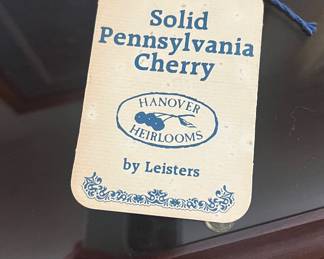 Solid
Pennsylvania
Cherry
HANOVER
HEIRLOOMS
by Leisters